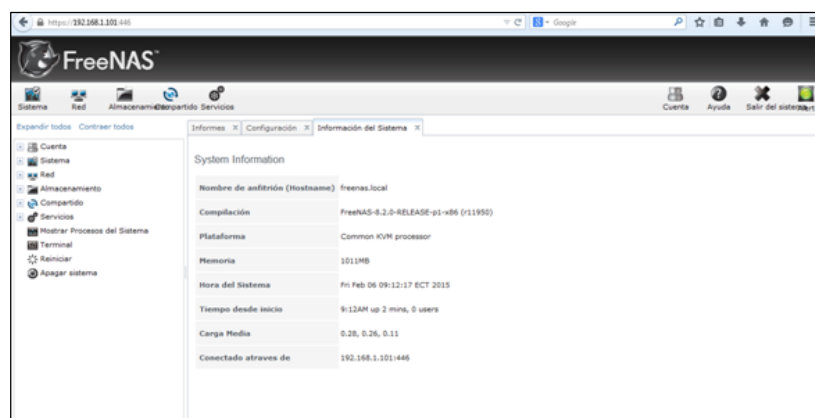 https://192.168.1.101:446
Google
FreeNAS™
Sistema Red Almacenamiento Compartido Servicios
Cuenta Ayuda Salir del sistema
Expandir todos Contraer todos
Informes Configuración Información del Sistema
Cuenta
Sistema
Red
Almacenamiento
Compartido
Servicios
Mostrar Procesos del Sistema
Terminal
Reiniciar
Apagar sistema
System Information
Nombre de anfitrión (Hostname) freenas.local
Compilación FreeNAS-8.2.0-RELEASE-p1-x86 (r11950)
Plataforma Common KVM processor
Memoria 1011MB
Hora del Sistema Fri Feb 06 09:12:17 ECT 2015
Tiempo desde inicio 9:12AM up 2 mins, 0 users
Carga Media 0.28, 0.26, 0.11
Conectado atraves de 192.168.1.101:446